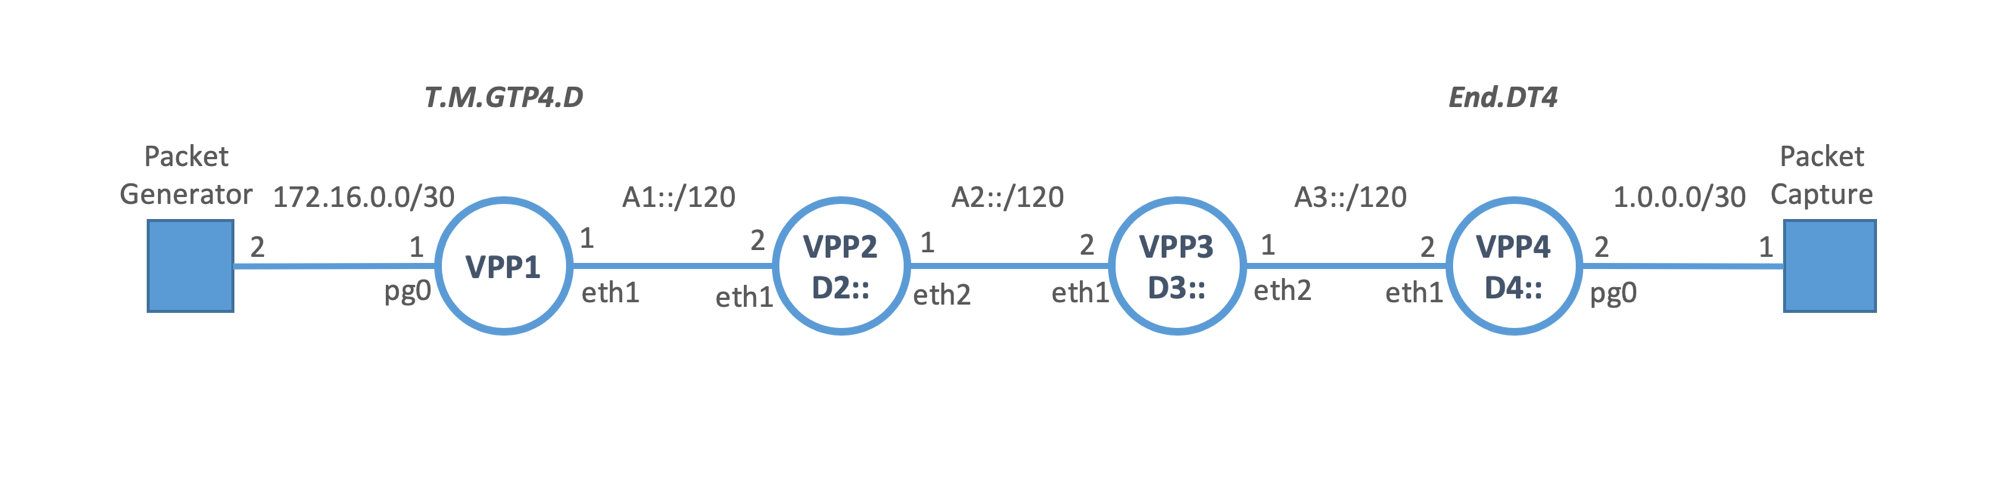 T.M.GTP4.D
End.DT4
Packet
Generator
Packet
Capture
172.16.0.0/30
A1::/120
A2::/120
A3::/120
1.0.0.0/30
2
1
VPP1
1
2
VPP2
D2::
1
2
VPP3
D3::
1
2
VPP4
D4::
2
1
pg0
eth1
eth1
eth2
eth1
eth2
eth1
pg0